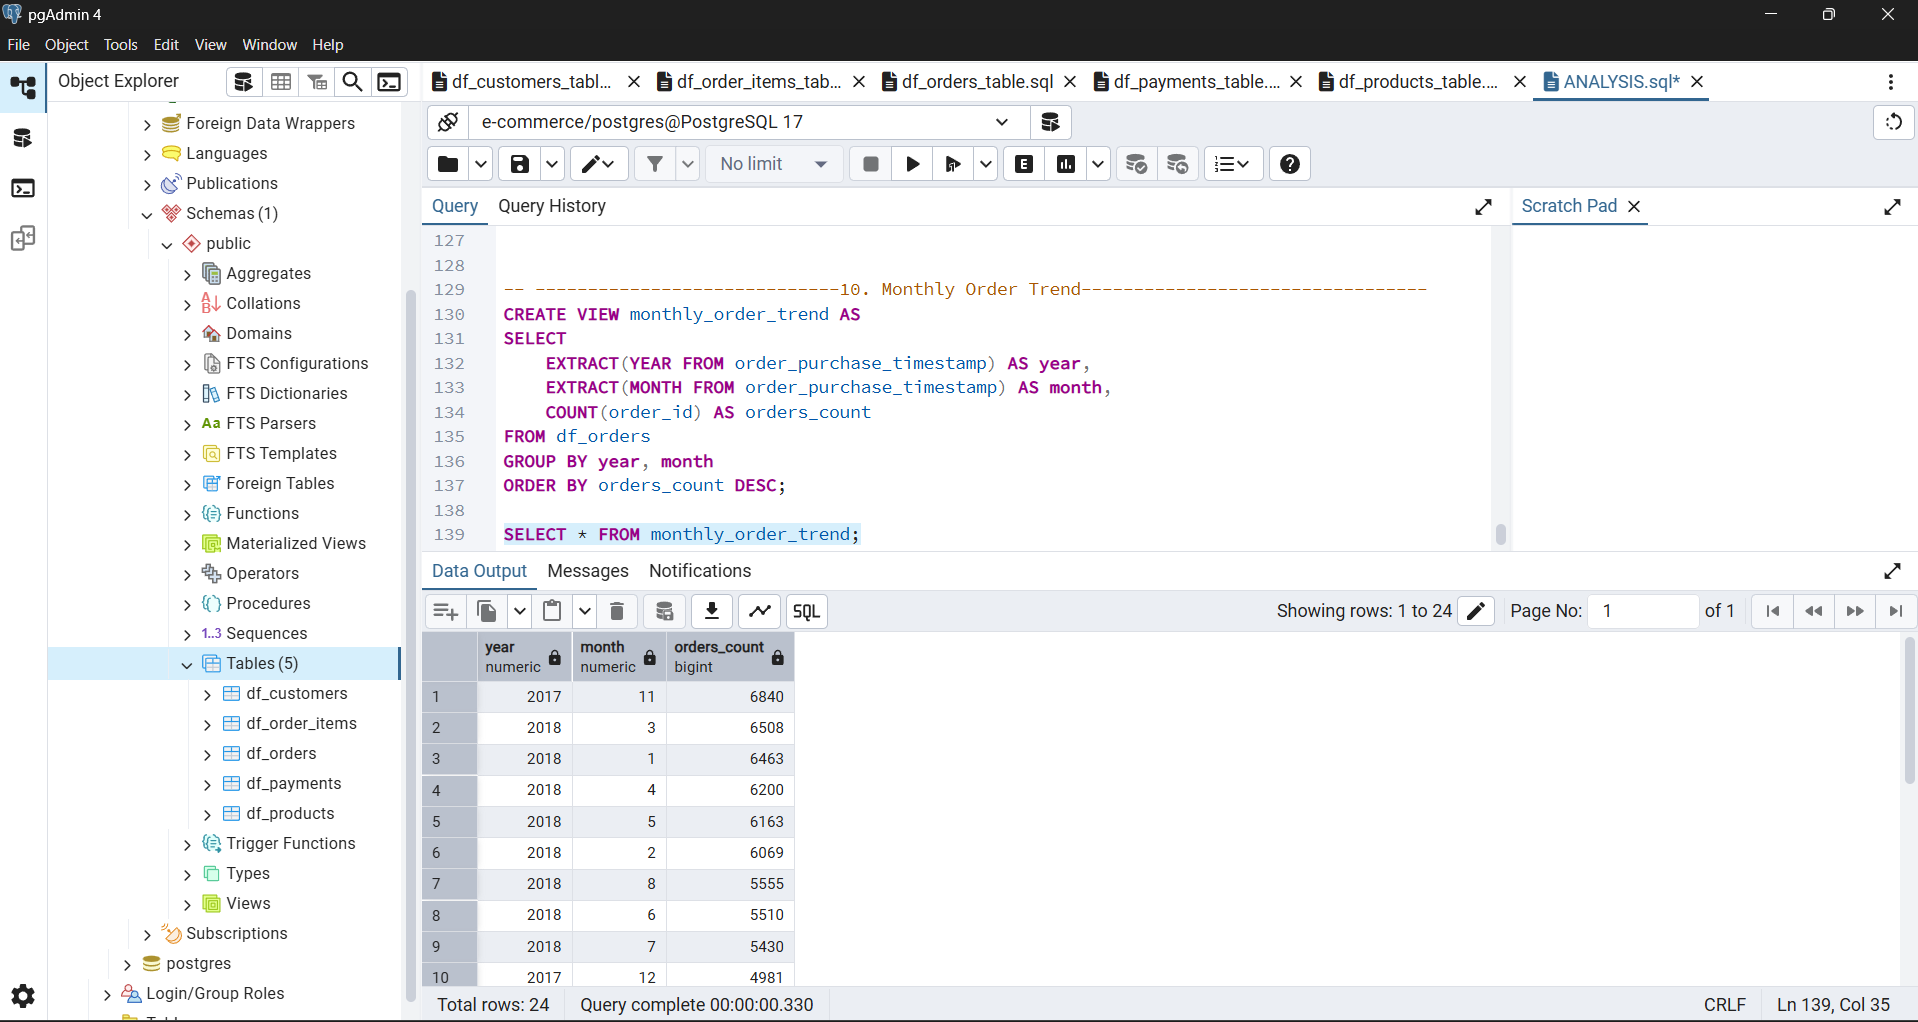 pgAdmin 4
File Object Tools Edit View Window Help
Object Explorer
df_customers_tabl... df_order_items_tab... df_orders_table.sql df_payments_table.... df_products_table.... ANALYSIS.sql*
Foreign Data Wrappers
Languages
Publications
Schemas (1)
public
Aggregates
Collations
Domains
FTS Configurations
FTS Dictionaries
Aa FTS Parsers
FTS Templates
Foreign Tables
Functions
Materialized Views
Operators
Procedures
1..3 Sequences
Tables (5)
df_customers
df_order_items
df_orders
df_payments
df_products
Trigger Functions
Types
Views
Subscriptions
postgres
Login/Group Roles
e-commerce/postgres@PostgreSQL 17
No limit
E
Query Query History
Scratch Pad
127
128
129 -- -----------------------------10. Monthly Order Trend---------------------------------
130 CREATE VIEW monthly_order_trend AS
131 SELECT
132 EXTRACT(YEAR FROM order_purchase_timestamp) AS year,
133 EXTRACT(MONTH FROM order_purchase_timestamp) AS month,
134 COUNT(order_id) AS orders_count
135 FROM df_orders
136 GROUP BY year, month
137 ORDER BY orders_count DESC;
138
139 SELECT * FROM monthly_order_trend;
Data Output Messages Notifications
SQL
Showing rows: 1 to 24 Page No: 1 of 1
year numeric month numeric orders_count bigint
1 2017 11 6840
2 2018 3 6508
3 2018 1 6463
4 2018 4 6200
5 2018 5 6163
6 2018 2 6069
7 2018 8 5555
8 2018 6 5510
9 2018 7 5430
10 2017 12 4981
Total rows: 24 Query complete 00:00:00.330
CRLF Ln 139, Col 35